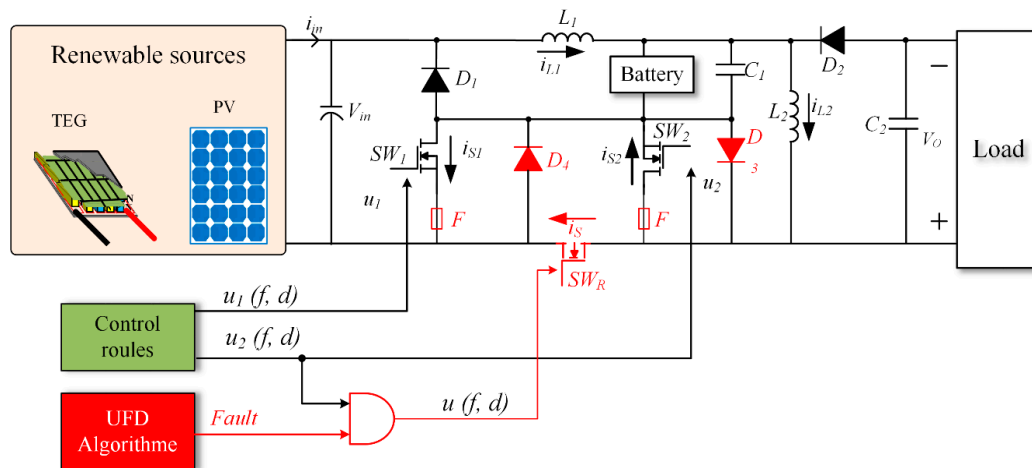 Renewable sources
TEG
PV
N
i_in
V_in
D_1
SW_1
i_S1
u_1
F
L_1
i_L1
Battery
C_1
D_4
i_S2
SW_2
u_2
D
3
F
i_S
SW_R
L_2
i_L2
D_2
C_2
V_O
−
+
Load
Control
roules
u_1 (f, d)
u_2 (f, d)
UFD
Algorithme
Fault
u (f, d)